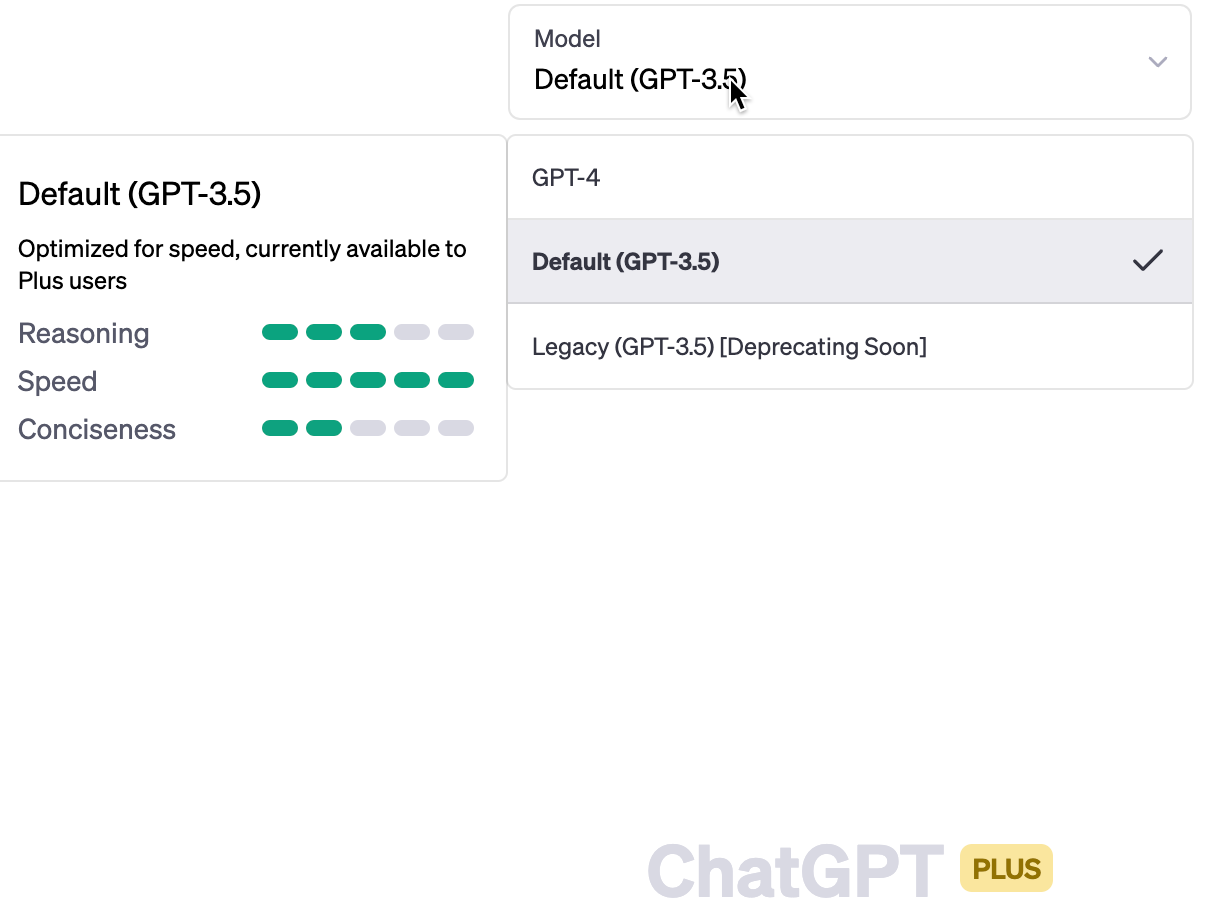 Model
Default (GPT-3.5)
Default (GPT-3.5)
Optimized for speed, currently available to
Plus users
Reasoning
Speed
Conciseness
GPT-4
Default (GPT-3.5)
Legacy (GPT-3.5) [Deprecating Soon]
ChatGPT PLUS